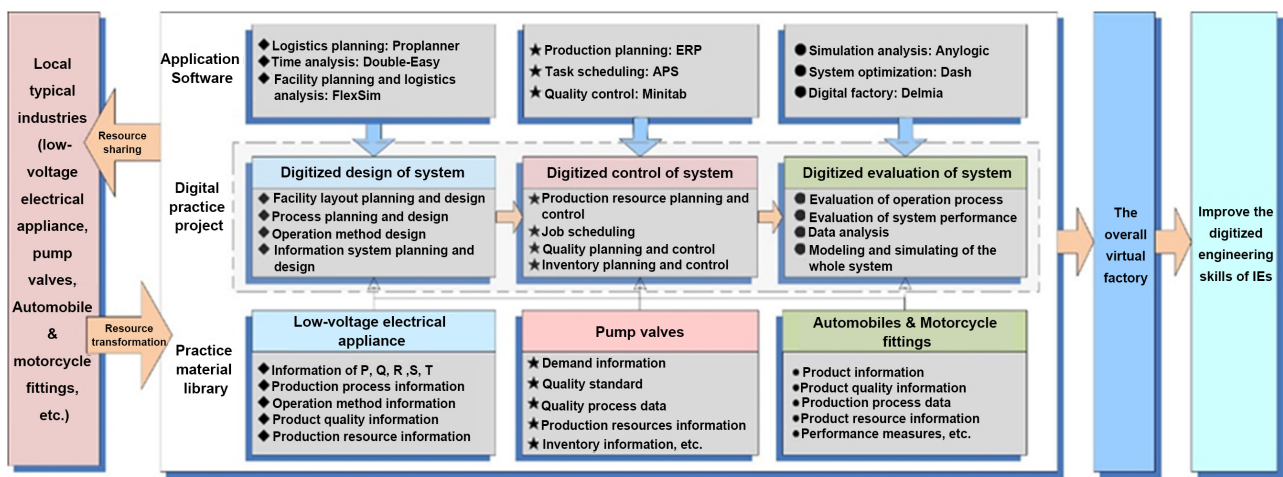 Local
typical
industries
(low-
voltage
electrical
appliance,
pump
valves,
Automobile
&
motorcycle
fittings,
etc.)
Resource
sharing
Resource
transformation
Application
Software
Logistics planning: Proplanner
Time analysis: Double-Easy
Facility planning and logistics
analysis: FlexSim
Production planning: ERP
Task scheduling: APS
Quality control: Minitab
Simulation analysis: Anylogic
System optimization: Dash
Digital factory: Delmia
Digital
practice
project
Digitized design of system
Facility layout planning and design
Process planning and design
Operation method design
Information system planning and
design
Digitized control of system
Production resource planning and
control
Job scheduling
Quality planning and control
Inventory planning and control
Digitized evaluation of system
Evaluation of operation process
Evaluation of system performance
Data analysis
Modeling and simulating of the
whole system
Practice
material
library
Low-voltage electrical
appliance
Information of P, Q, R ,S, T
Production process information
Operation method information
Product quality information
Production resource information
Pump valves
Demand information
Quality standard
Quality process data
Production resources information
Inventory information, etc.
Automobiles & Motorcycle
fittings
Product information
Product quality information
Production process data
Product resource information
Performance measures, etc.
The
overall
virtual
factory
Improve the
digitized
engineering
skills of IEs